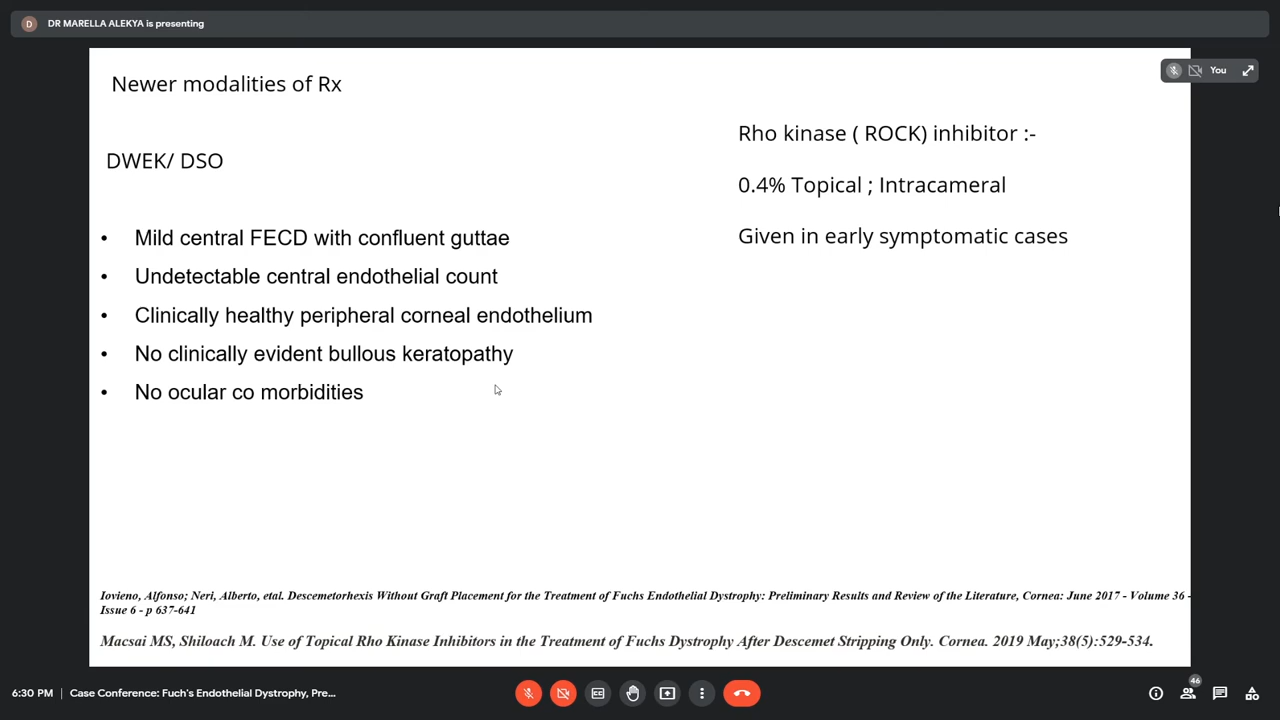 D DR MARELLA ALEKYA is presenting
You
Newer modalities of Rx
DWEK/ DSO
• Mild central FECD with confluent guttae
• Undetectable central endothelial count
• Clinically healthy peripheral corneal endothelium
• No clinically evident bullous keratopathy
• No ocular co morbidities
Rho kinase ( ROCK) inhibitor :-
0.4% Topical ; Intracameral
Given in early symptomatic cases
Iovieno, Alfonso; Neri, Alberto, etal. Descemetorhexis Without Graft Placement for the Treatment of Fuchs Endothelial Dystrophy: Preliminary Results and Review of the Literature, Cornea: June 2017 - Volume 36 -
Issue 6 - p 637-641
Macsai MS, Shiloach M. Use of Topical Rho Kinase Inhibitors in the Treatment of Fuchs Dystrophy After Descemet Stripping Only. Cornea. 2019 May;38(5):529-534.
6:30 PM | Case Conference: Fuch's Endothelial Dystrophy, Pre...
CC
46